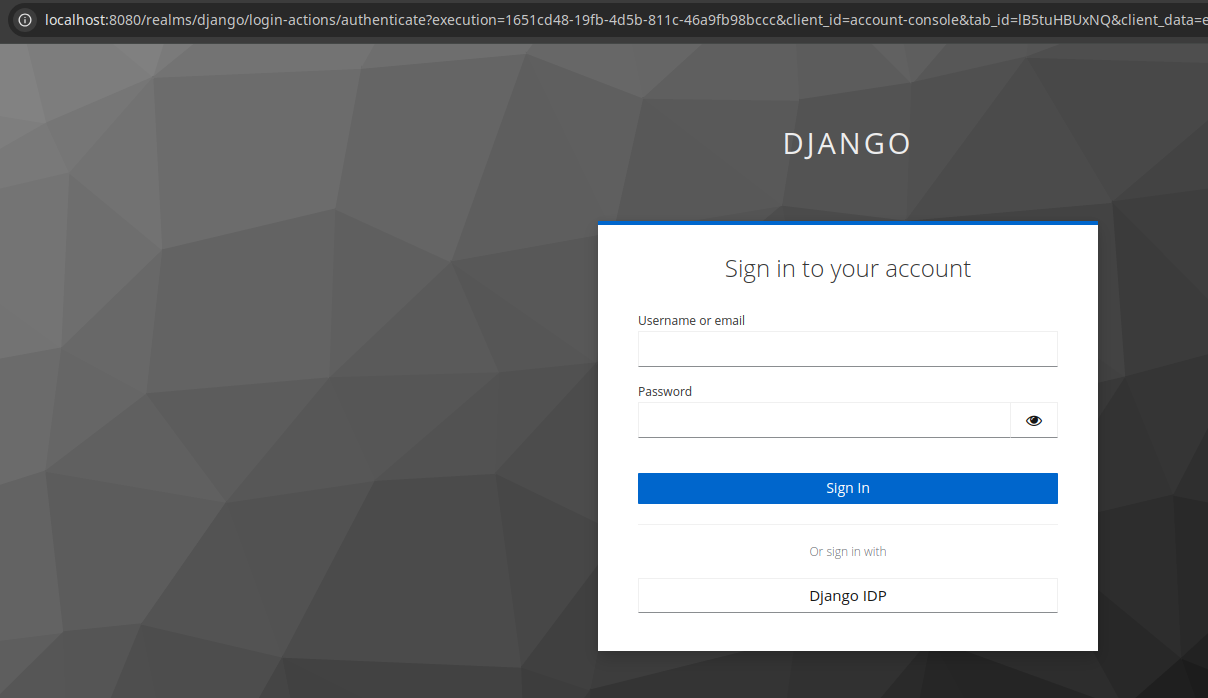 localhost:8080/realms/django/login-actions/authenticate?execution=1651cd48-19fb-4d5b-811c-46a9fb98bccc&client_id=account-console&tab_id=lB5tuHBUxNQ&client_data=e
DJANGO
Sign in to your account
Username or email
Password
Sign In
Or sign in with
Django IDP